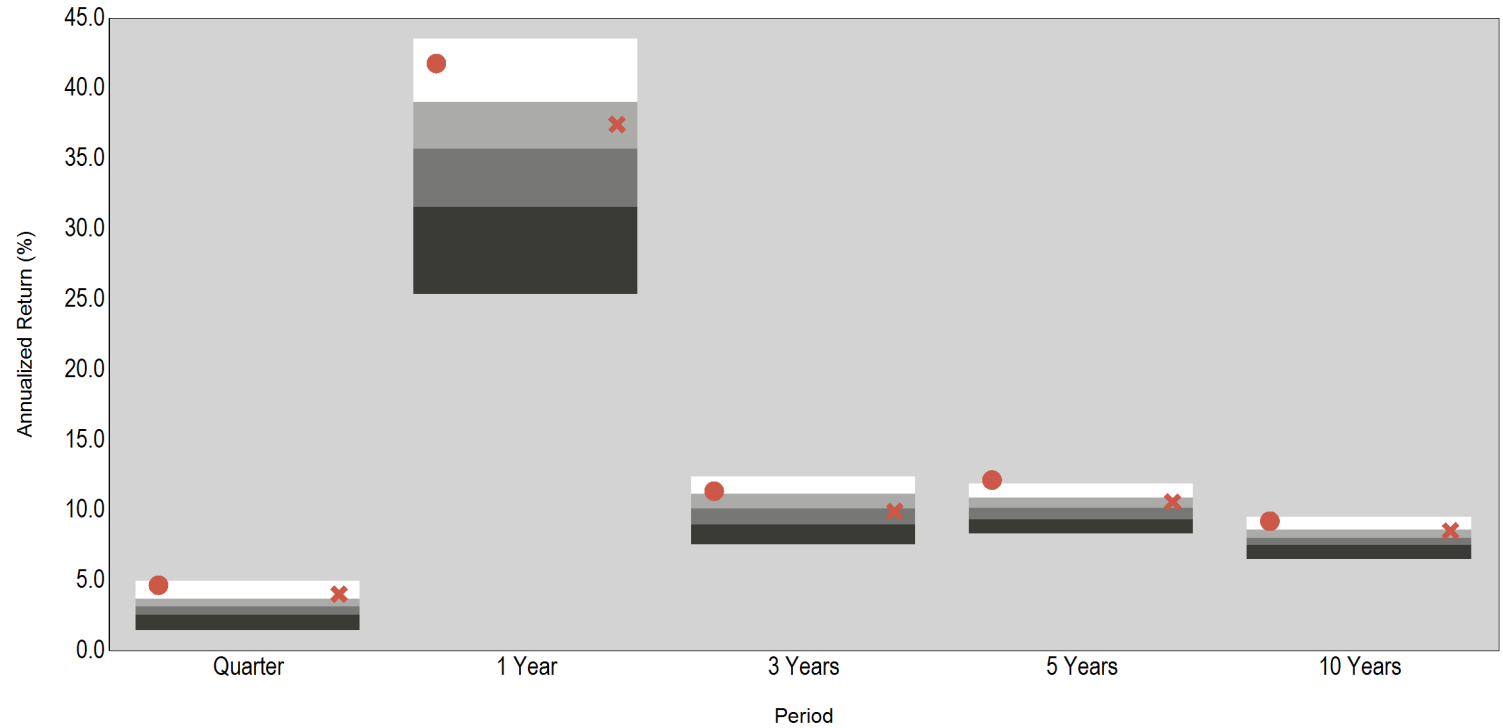 45.0
40.0
35.0
30.0
25.0
20.0
15.0
10.0
5.0
0.0
Annualized Return (%)
Quarter
1 Year
3 Years
5 Years
10 Years
Period